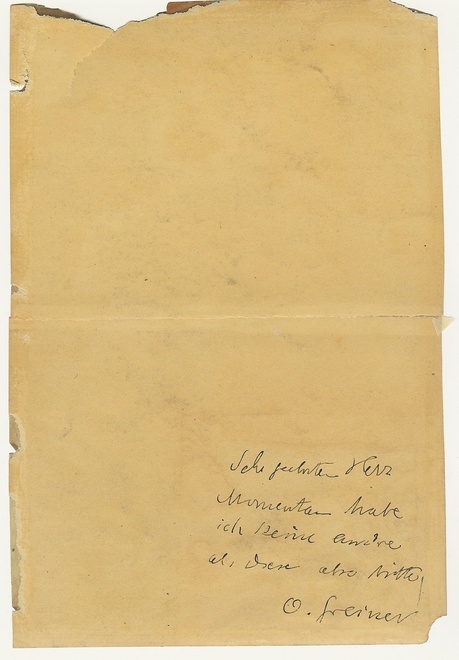 Sehr geehrter Herr
Momentan habe
ich keine andre
als diese also bitte
O. Greiner